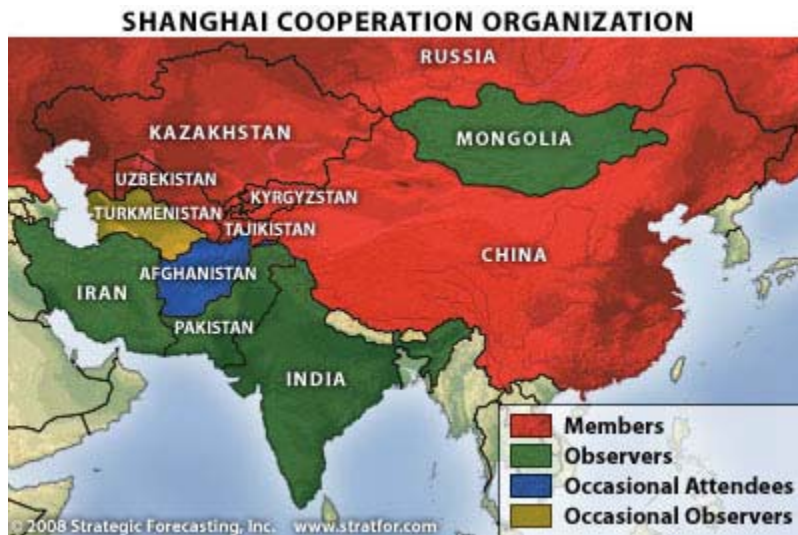 SHANGHAI COOPERATION ORGANIZATION
RUSSIA
KAZAKHSTAN
MONGOLIA
UZBEKISTAN
KYRGYZSTAN
TURKMENISTAN
TAJIKISTAN
CHINA
AFGHANISTAN
IRAN
PAKISTAN
INDIA
Members
Observers
Occasional Attendees
Occasional Observers
© 2008 Strategic Forecasting, Inc. www.stratfor.com